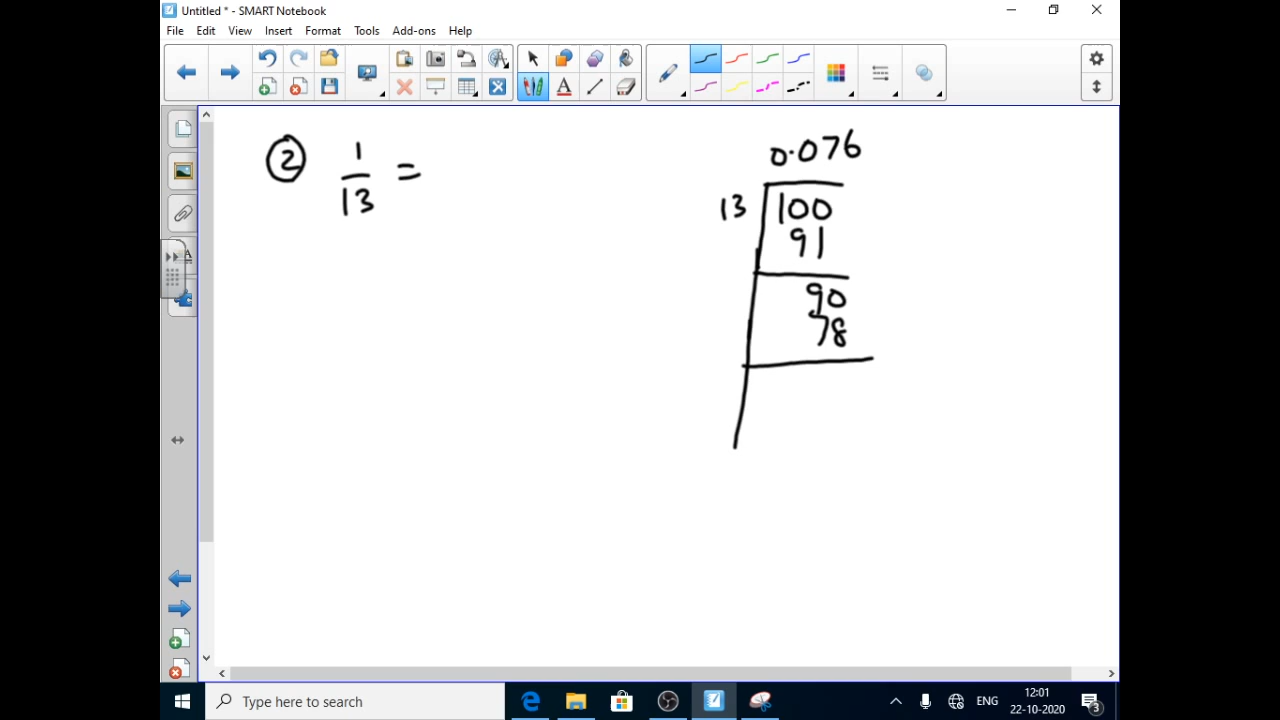 Untitled * - SMART Notebook
File Edit View Insert Format Tools Add-ons Help
② 1/13 =
0.076
13 100
91
90
78
Type here to search
ENG
12:01
22-10-2020
3